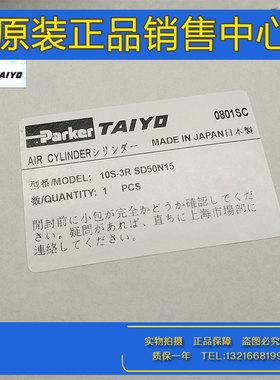 原装正品销售中心
TAIYO
Parker TAIYO
0801SC
AIR CYLINDERシリンダー
MADE IN JAPAN日本製
型番/MODEL: 10S-3R SD50N15
数/QUANTITY: 1 PCS
開封前に小包が完全かどうか確認してくだ
さい。疑問があれば、直ちに上海市場部に
連絡してください。
实物拍摄 保障正品 售后保障 盗图必究
质保一年 TEL:1321668199